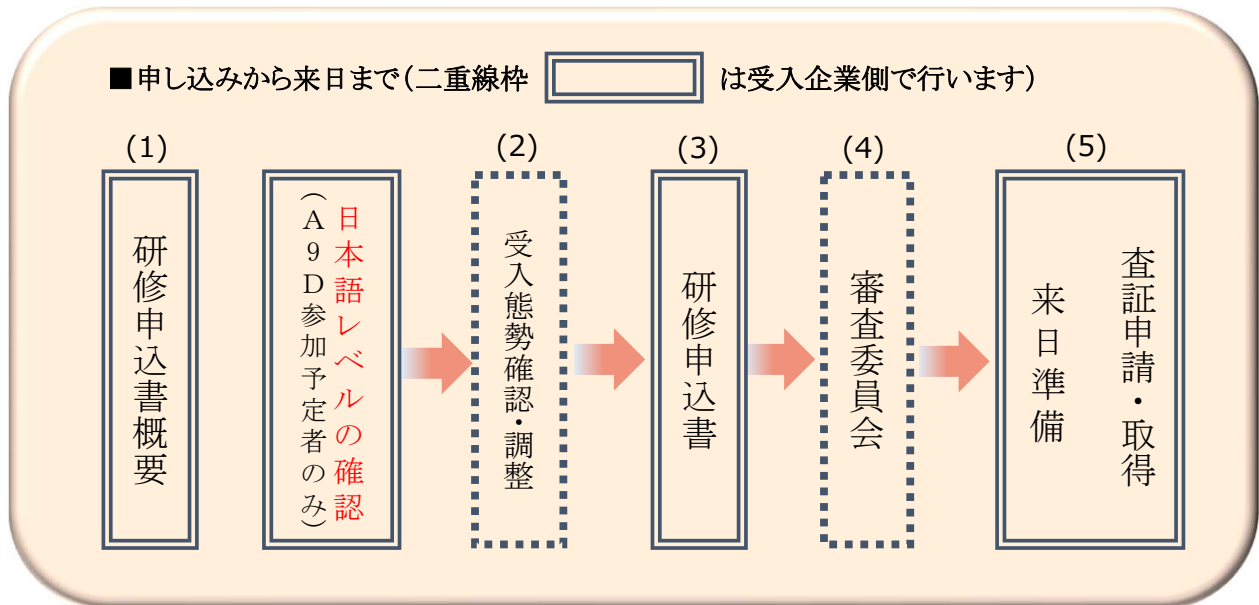 ■申し込みから来日まで(二重線枠 は受入企業側で行います)
(1)
研修申込書概要
日本語レベルの確認
(A9D参加予定者のみ)
(2)
受入態勢確認・調整
(3)
研修申込書
(4)
審査委員会
(5)
査証申請・取得
来日準備